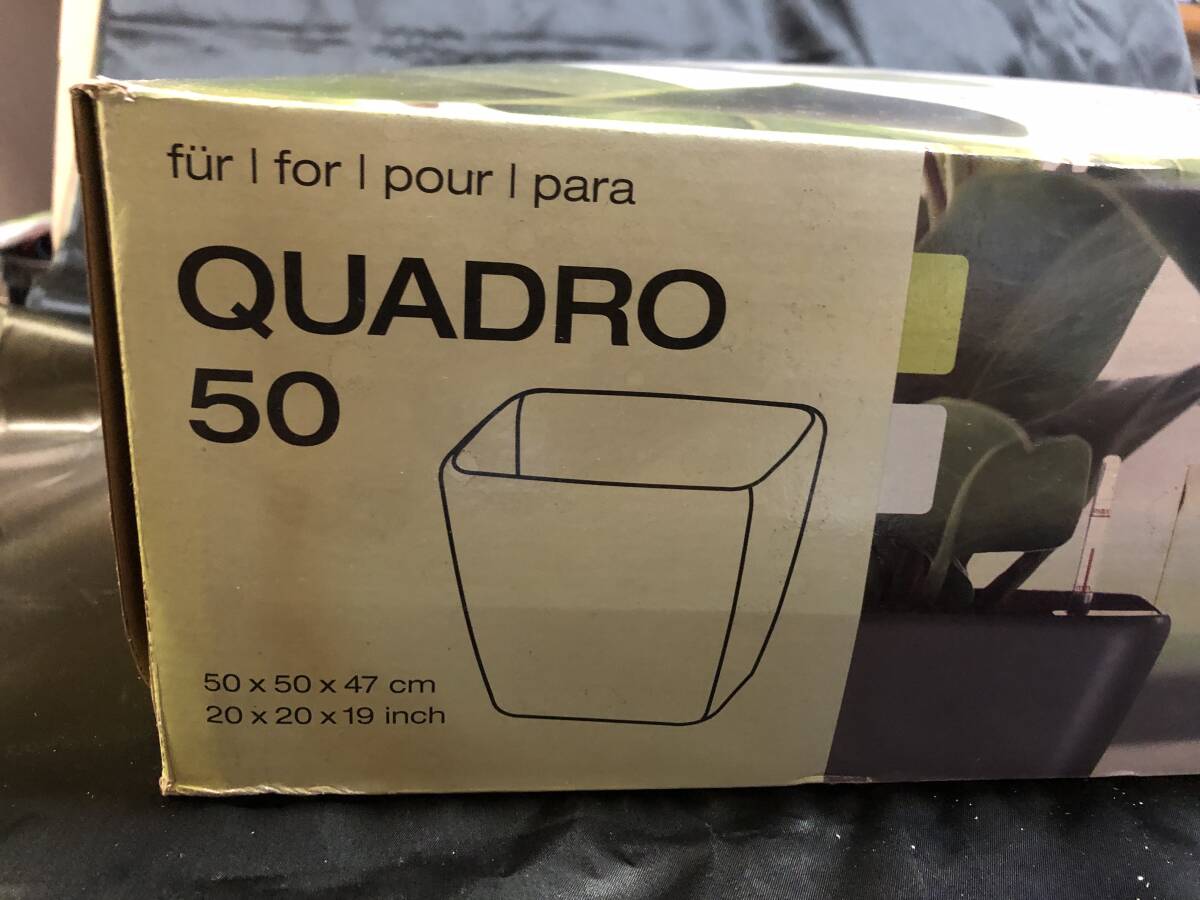 für | for | pour | para
QUADRO
50
50 x 50 x 47 cm
20 x 20 x 19 inch